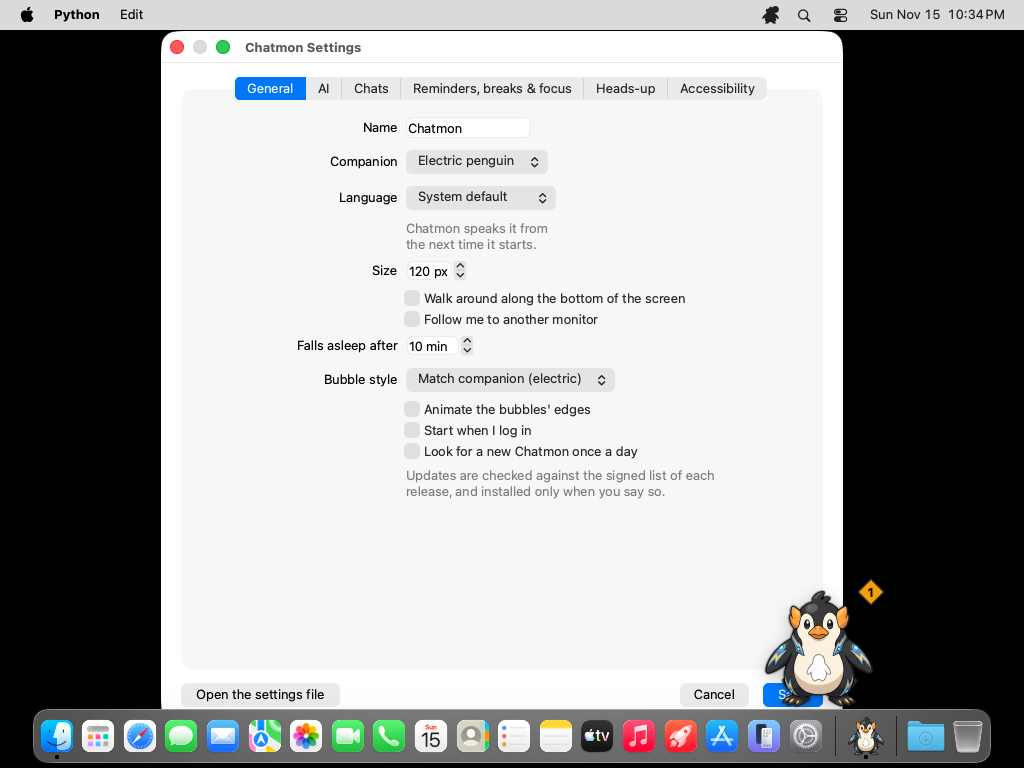 Python Edit Sun Nov 15 10:34 PM
Chatmon Settings
General AI Chats Reminders, breaks & focus Heads-up Accessibility
Name Chatmon
Companion Electric penguin
Language System default
Chatmon speaks it from
the next time it starts.
Size 120 px
Walk around along the bottom of the screen
Follow me to another monitor
Falls asleep after 10 min
Bubble style Match companion (electric)
Animate the bubbles' edges
Start when I log in
Look for a new Chatmon once a day
Updates are checked against the signed list of each
release, and installed only when you say so.
1
Open the settings file Cancel
Sun
15
tv